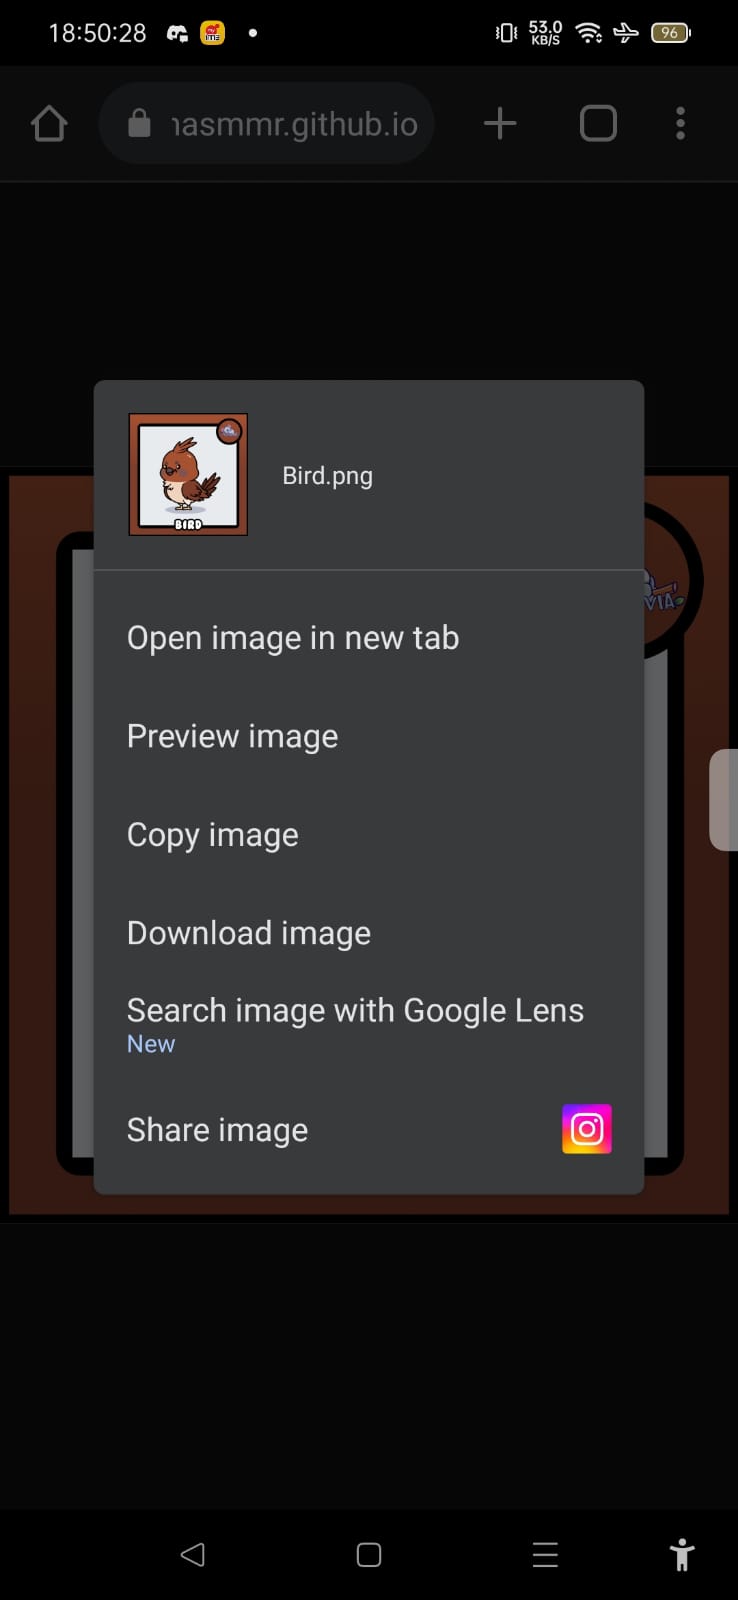 18:50:28
53.0
KB/S
96
nasmmr.github.io
Bird.png
BIRD
VIA
Open image in new tab
Preview image
Copy image
Download image
Search image with Google Lens
New
Share image